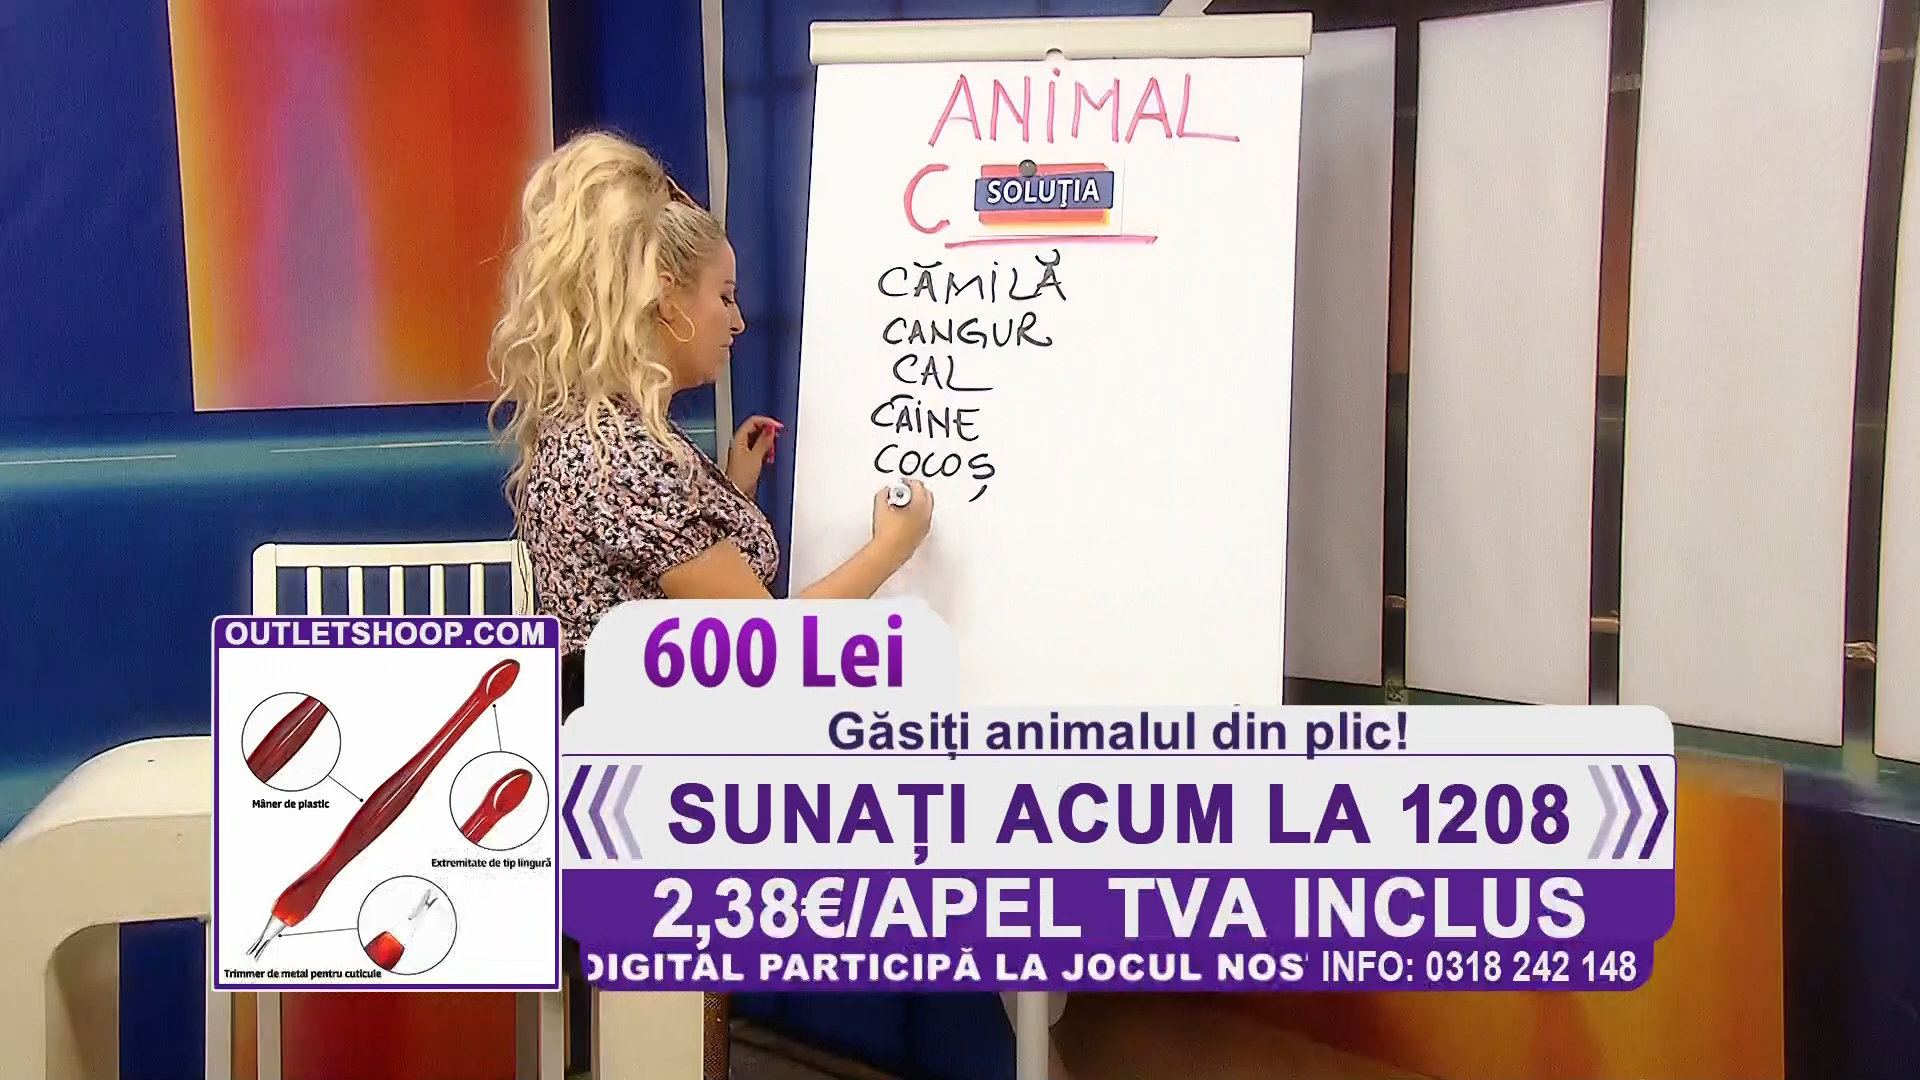 ANiMAL
C SOLUȚIA
CĂMiLĂ
CANGUR
CAL
CÂiNE
COCOȘ
OUTLETSHOOP.COM
Mâner de plastic
Extremitate de tip lingură
Trimmer de metal pentru cuticule
600 Lei
Găsiți animalul din plic!
SUNAȚI ACUM LA 1208
2,38€/APEL TVA INCLUS
DIGITAL PARTICIPĂ LA JOCUL NOS INFO: 0318 242 148